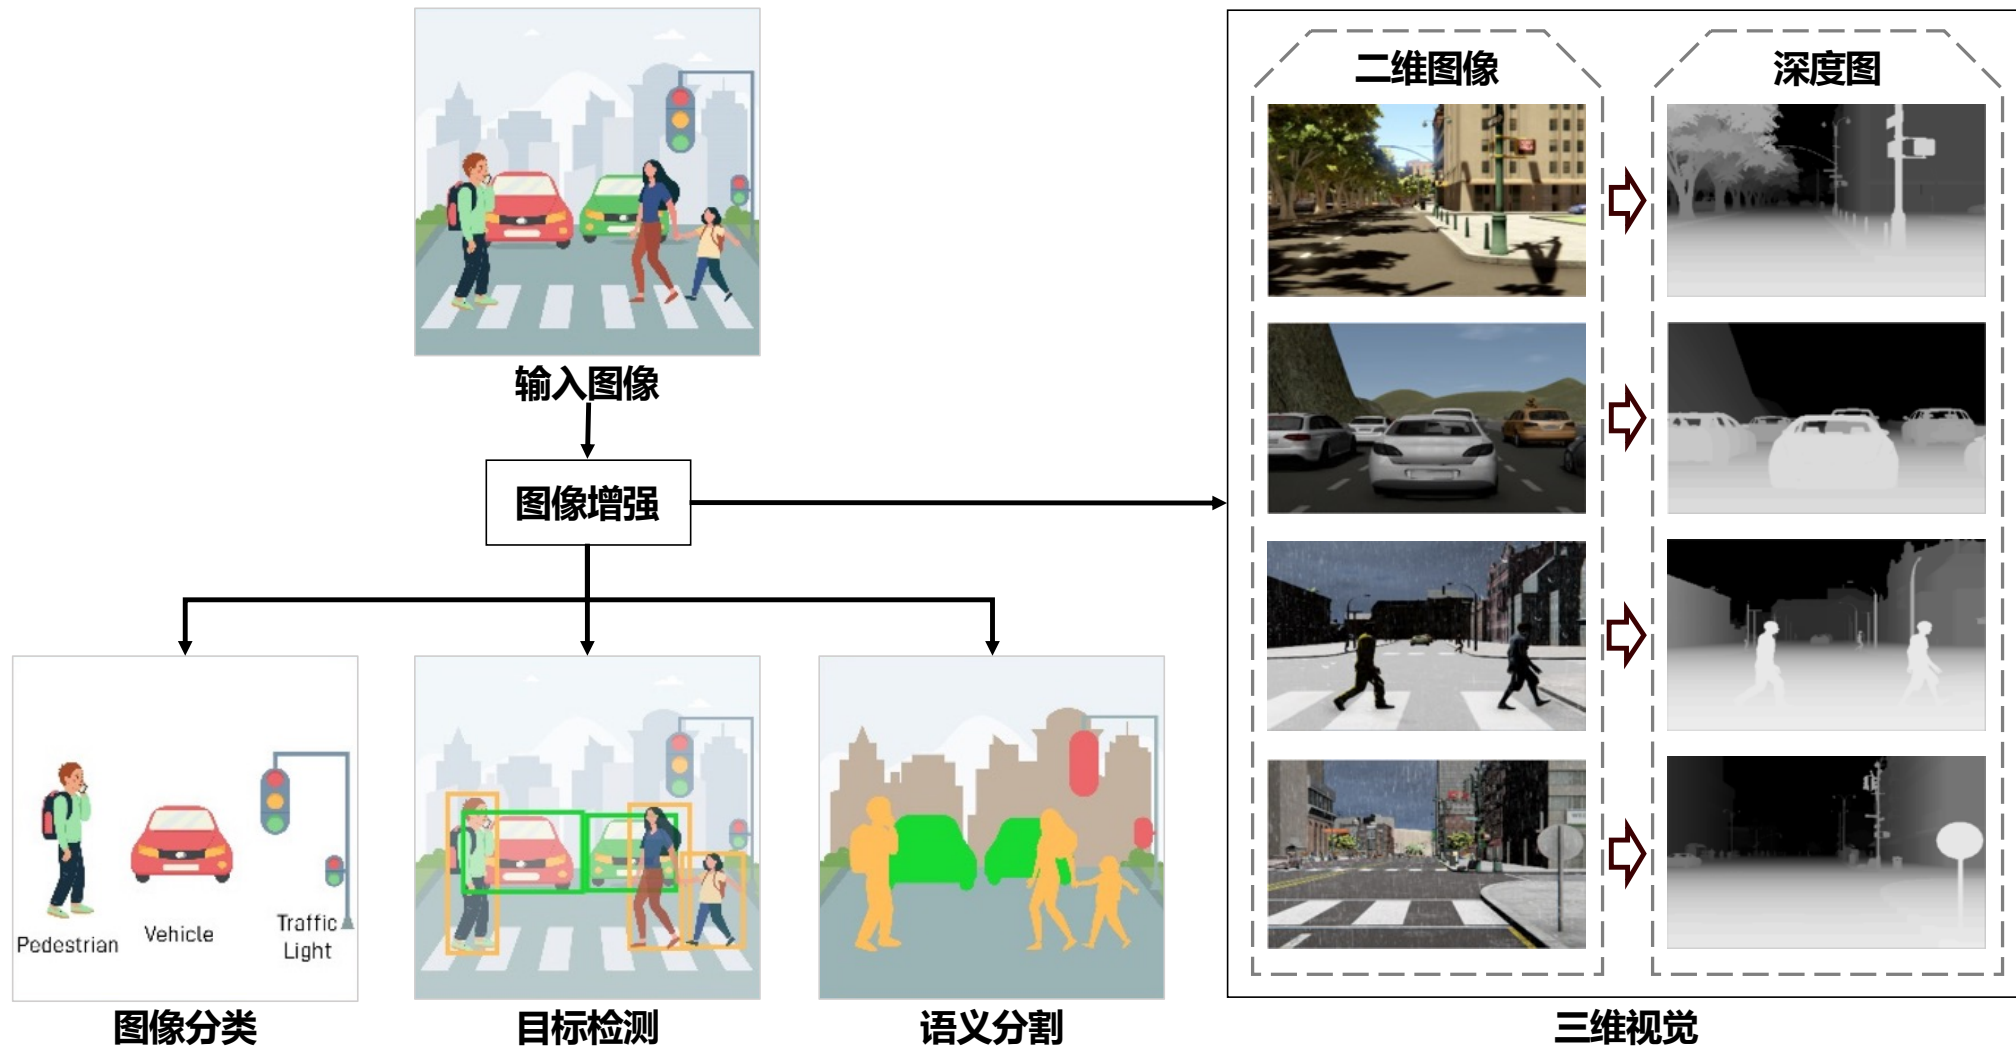 输入图像
图像增强
Pedestrian
Vehicle
Traffic
Light
图像分类
目标检测
语义分割
二维图像
深度图
三维视觉